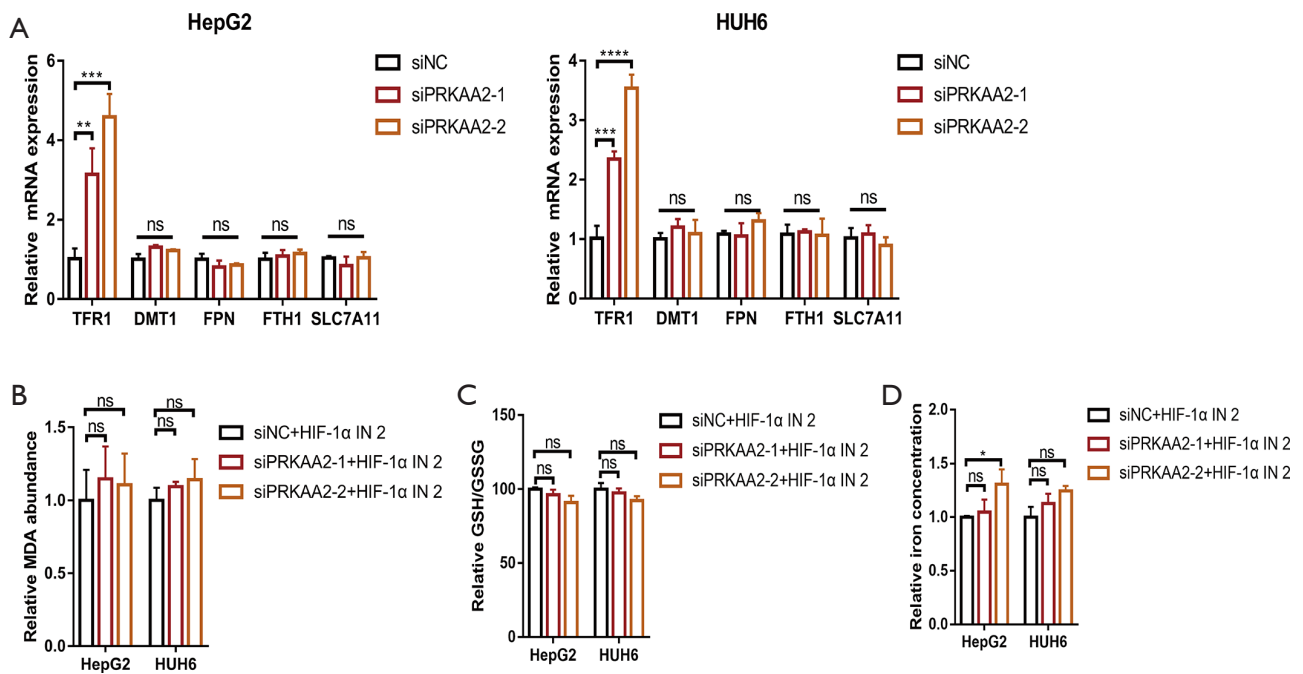 A
HepG2
HUH6
Relative mRNA expression
6
4
2
0
***
**
ns
ns
ns
ns
TFR1
DMT1
FPN
FTH1
SLC7A11
siNC
siPRKAA2-1
siPRKAA2-2
Relative mRNA expression
4
3
2
1
0
****
***
ns
ns
ns
ns
TFR1
DMT1
FPN
FTH1
SLC7A11
siNC
siPRKAA2-1
siPRKAA2-2
B
Relative MDA abundance
1.5
1.0
0.5
0.0
ns
ns
ns
ns
HepG2
HUH6
siNC+HIF-1α IN 2
siPRKAA2-1+HIF-1α IN 2
siPRKAA2-2+HIF-1α IN 2
C
Relative GSH/GSSG
150
100
50
0
ns
ns
ns
ns
HepG2
HUH6
siNC+HIF-1α IN 2
siPRKAA2-1+HIF-1α IN 2
siPRKAA2-2+HIF-1α IN 2
D
Relative iron concentration
2.0
1.5
1.0
0.5
0.0
*
ns
ns
ns
HepG2
HUH6
siNC+HIF-1α IN 2
siPRKAA2-1+HIF-1α IN 2
siPRKAA2-2+HIF-1α IN 2